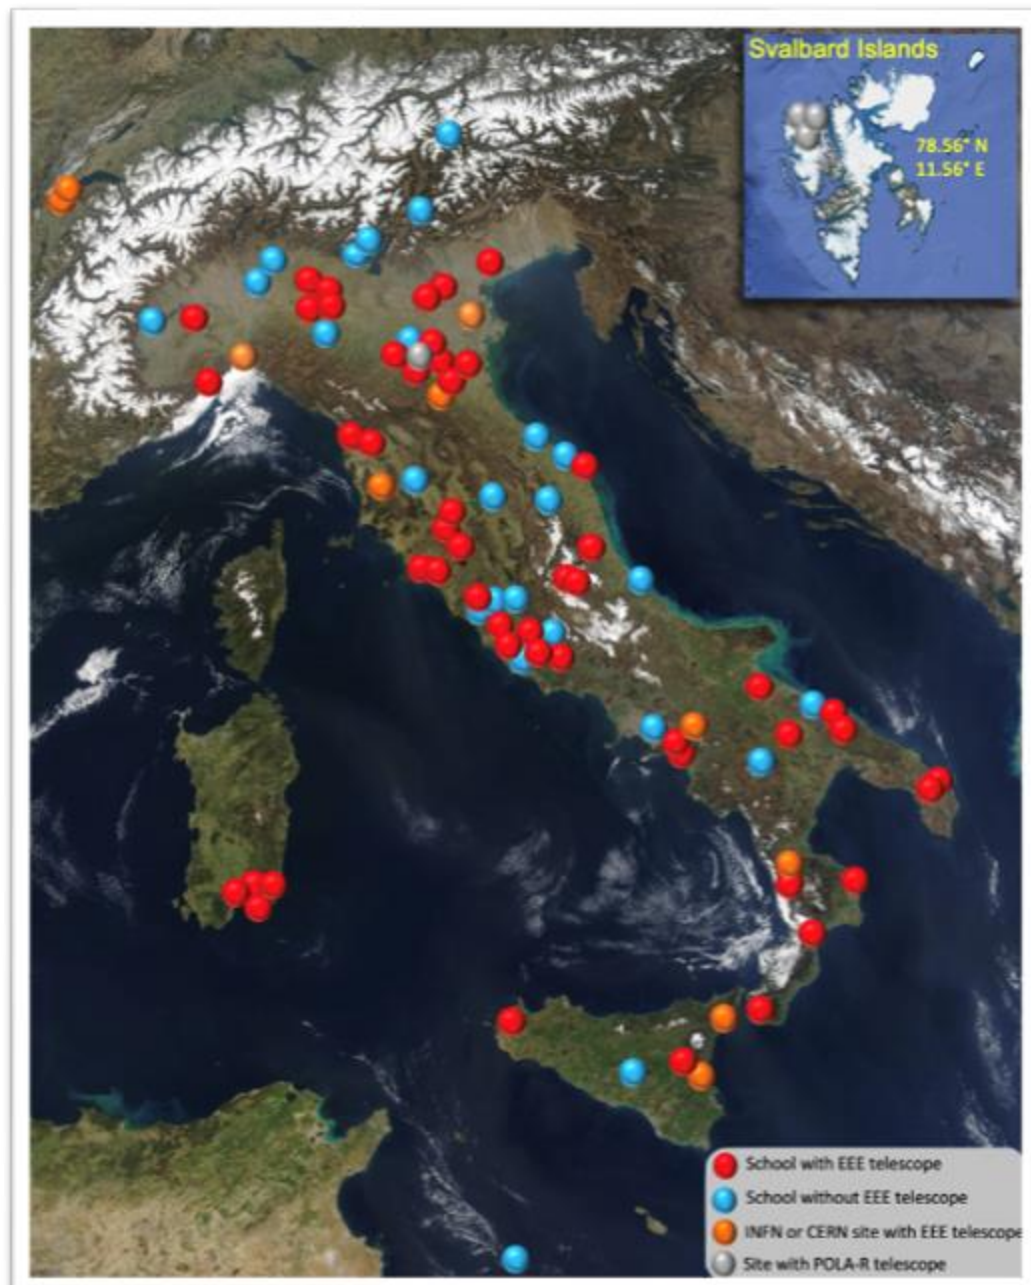 Svalbard Islands
78.56° N
11.56° E
School with EEE telescope
School without EEE telescope
INFN or CERN site with EEE telescope
Site with POLA-R telescope